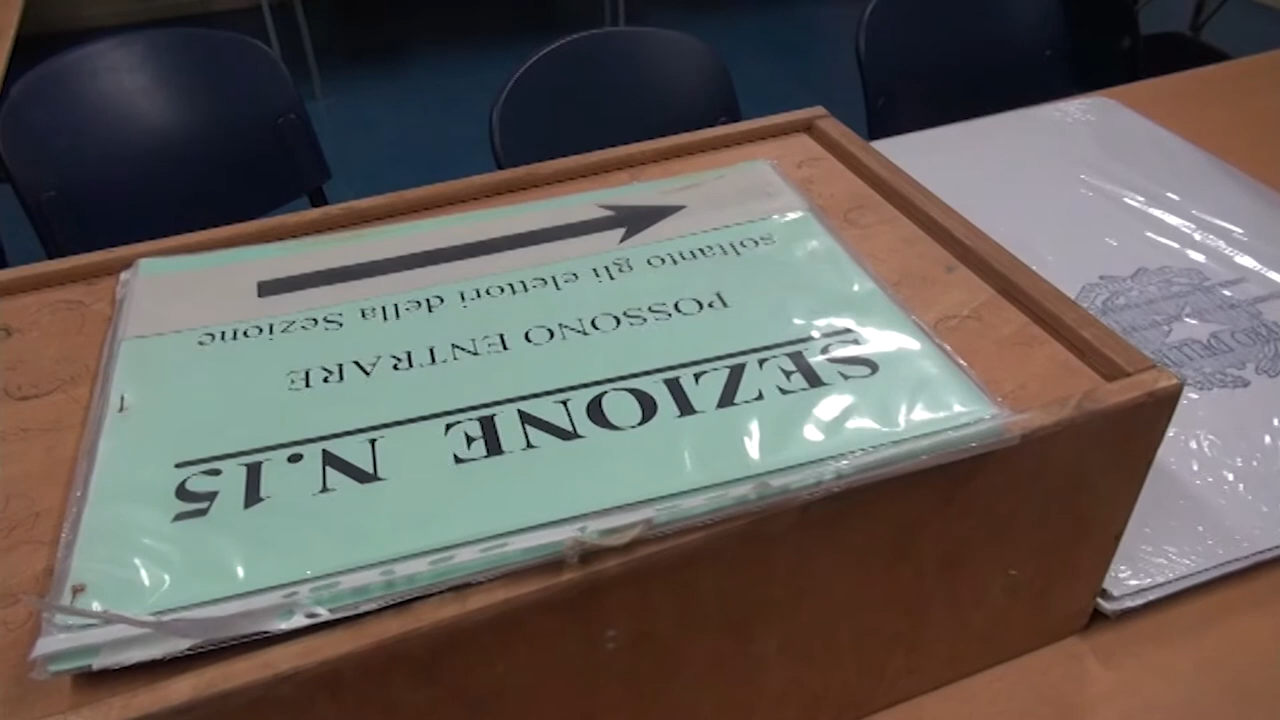 SEZIONE N.15
POSSONO ENTRARE
soltanto gli elettori della Sezione